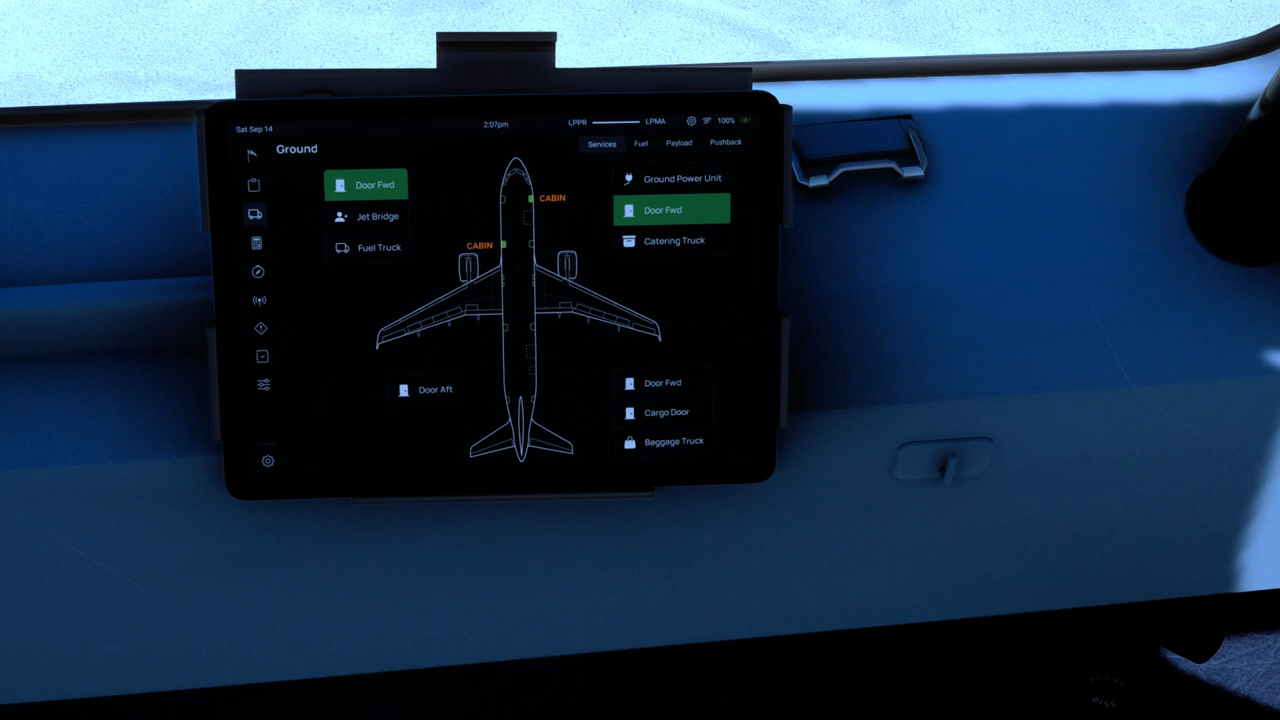 Sat Sep 14
2:07pm
LPPR LPMA
100%
Ground
Services Fuel Payload Pushback
Door Fwd
Jet Bridge
Fuel Truck
CABIN
CABIN
Ground Power Unit
Door Fwd
Catering Truck
Door Aft
Door Fwd
Cargo Door
Baggage Truck
DISC